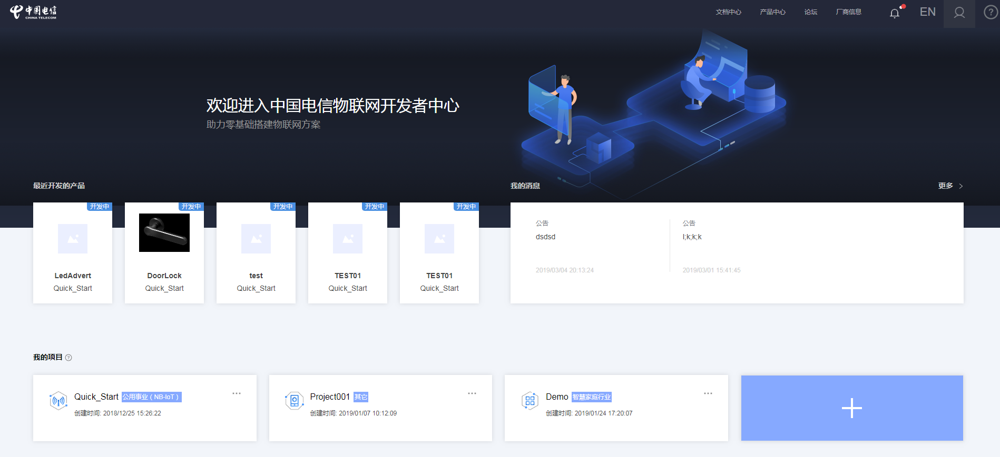 中国电信
CHINA TELECOM
文档中心 产品中心 论坛 厂商信息 EN
欢迎进入中国电信物联网开发者中心
助力零基础搭建物联网方案
最近开发的产品
开发中 开发中 开发中 开发中 开发中
LedAdvert DoorLock test TEST01 TEST01
Quick_Start Quick_Start Quick_Start Quick_Start Quick_Start
我的消息 更多
公告 公告
dsdsd l;k;k;k
2019/03/04 20:13:24 2019/03/01 15:41:45
我的项目
Quick_Start 公用事业（NB-IoT）
创建时间: 2018/12/25 15:26:22
Project001 其它
创建时间: 2019/01/07 10:12:09
Demo 智慧家庭行业
创建时间: 2019/01/24 17:20:07